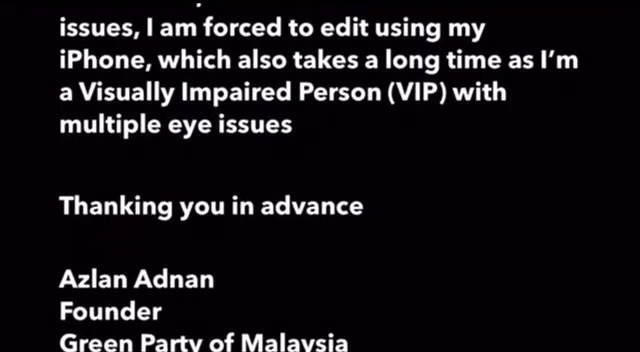 issues, I am forced to edit using my
iPhone, which also takes a long time as I'm
a Visually Impaired Person (VIP) with
multiple eye issues
Thanking you in advance
Azlan Adnan
Founder
Green Party of Malaysia